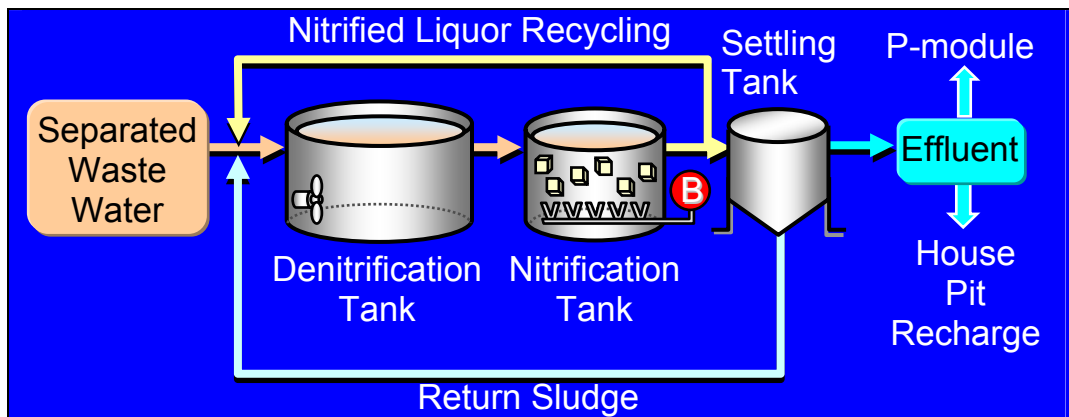 Nitrified Liquor Recycling
Settling
Tank
P-module
Separated
Waste
Water
B
Effluent
Denitrification
Tank
Nitrification
Tank
House
Pit
Recharge
Return Sludge